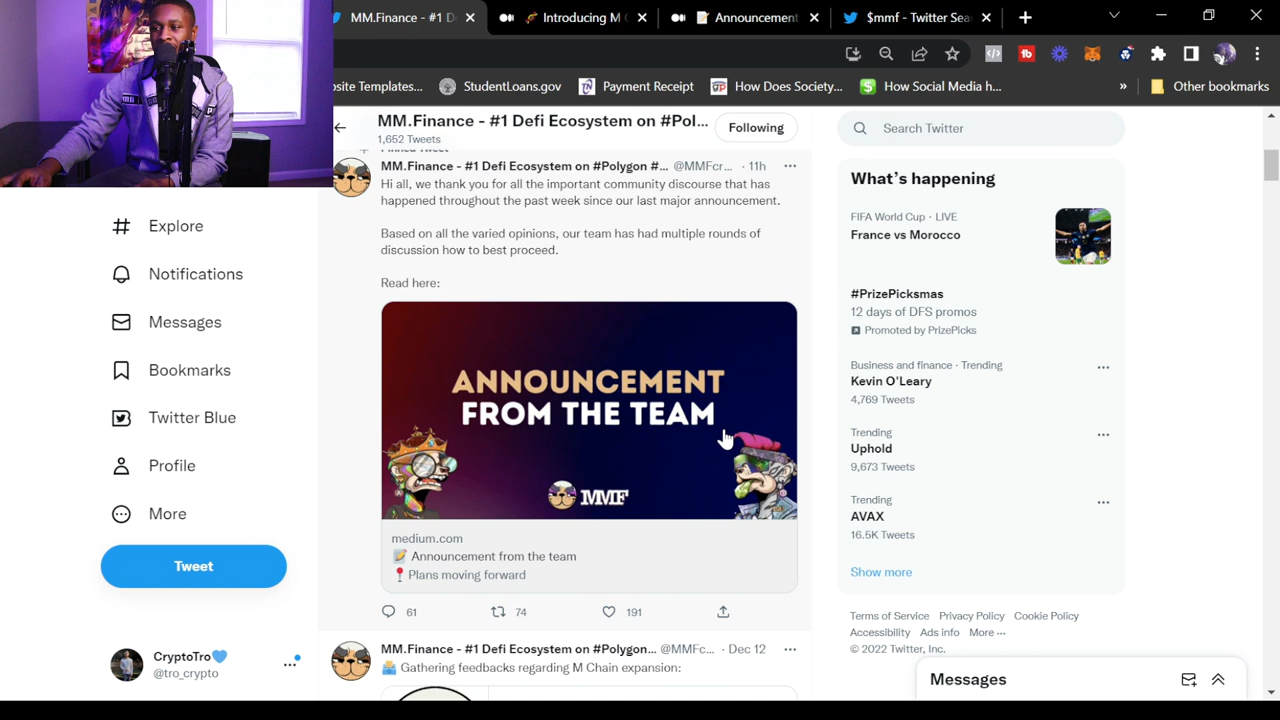 MM.Finance - #1 D
Introducing M
Announcement
$mmf - Twitter Sea
site Templates...
StudentLoans.gov
Payment Receipt
How Does Society...
How Social Media h...
»
Other bookmarks
MM.Finance - #1 Defi Ecosystem on #Pol...
1,652 Tweets
Following
Search Twitter
Explore
Notifications
Messages
Bookmarks
Twitter Blue
Profile
More
Tweet
CryptoTro
@tro_crypto
Pinned Tweet
MM.Finance - #1 Defi Ecosystem on #Polygon #... @MMFcr... · 11h
Hi all, we thank you for all the important community discourse that has
happened throughout the past week since our last major announcement.
Based on all the varied opinions, our team has had multiple rounds of
discussion how to best proceed.
Read here:
ANNOUNCEMENT
FROM THE TEAM
MMF
medium.com
Announcement from the team
Plans moving forward
61 74 191
MM.Finance - #1 Defi Ecosystem on #Polygon... @MMFc... · Dec 12
Gathering feedbacks regarding M Chain expansion:
What's happening
FIFA World Cup · LIVE
France vs Morocco
#PrizePicksmas
12 days of DFS promos
Promoted by PrizePicks
Business and finance · Trending
Kevin O'Leary
4,769 Tweets
Trending
Uphold
9,673 Tweets
Trending
AVAX
16.5K Tweets
Show more
Terms of Service Privacy Policy Cookie Policy
Accessibility Ads info More ···
© 2022 Twitter, Inc.
Messages